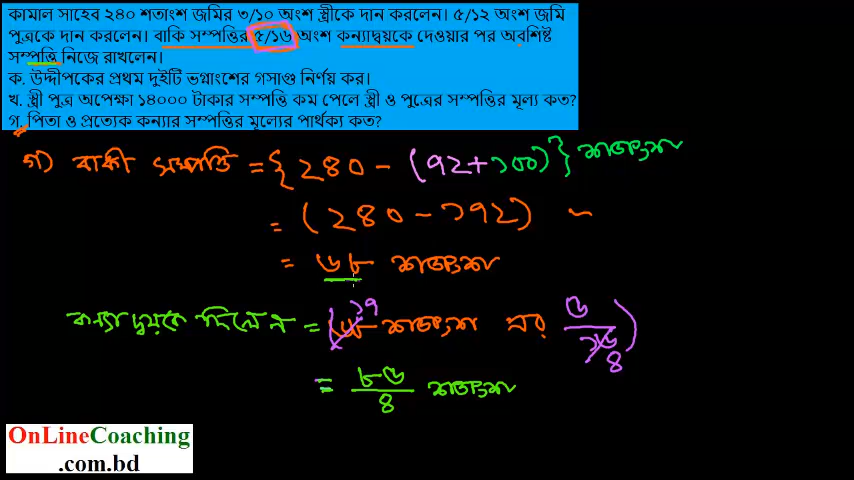 কামাল সাহেব ২৪০ শতাংশ জমির ৩/১০ অংশ স্ত্রীকে দান করলেন। ৫/১২ অংশ জমি
পুত্রকে দান করলেন। বাকি সম্পত্তির ৫/১৬ অংশ কন্যাদ্বয়কে দেওয়ার পর অবশিষ্ট
সম্পত্তি নিজে রাখলেন।
ক. উদ্দীপকের প্রথম দুইটি ভগ্নাংশের গসাগু নির্ণয় কর।
খ. স্ত্রী পুত্র অপেক্ষা ১৪০০০ টাকার সম্পত্তি কম পেলে স্ত্রী ও পুত্রের সম্পত্তির মূল্য কত?
গ. পিতা ও প্রত্যেক কন্যার সম্পত্তির মূল্যের পার্থক্য কত?
গ) বাকী সম্পত্তি = {২৪০ - (৭২+১০০)} শতাংশ
= (২৪০ - ১৭২) ~
= ৬৮ শতাংশ
কন্যাদ্বয়কে দিলেন = (৬৮ ১৭ শতাংশ এর ৫/১৬ ৪)
= ৮৫/৪ শতাংশ
OnLineCoaching
.com.bd